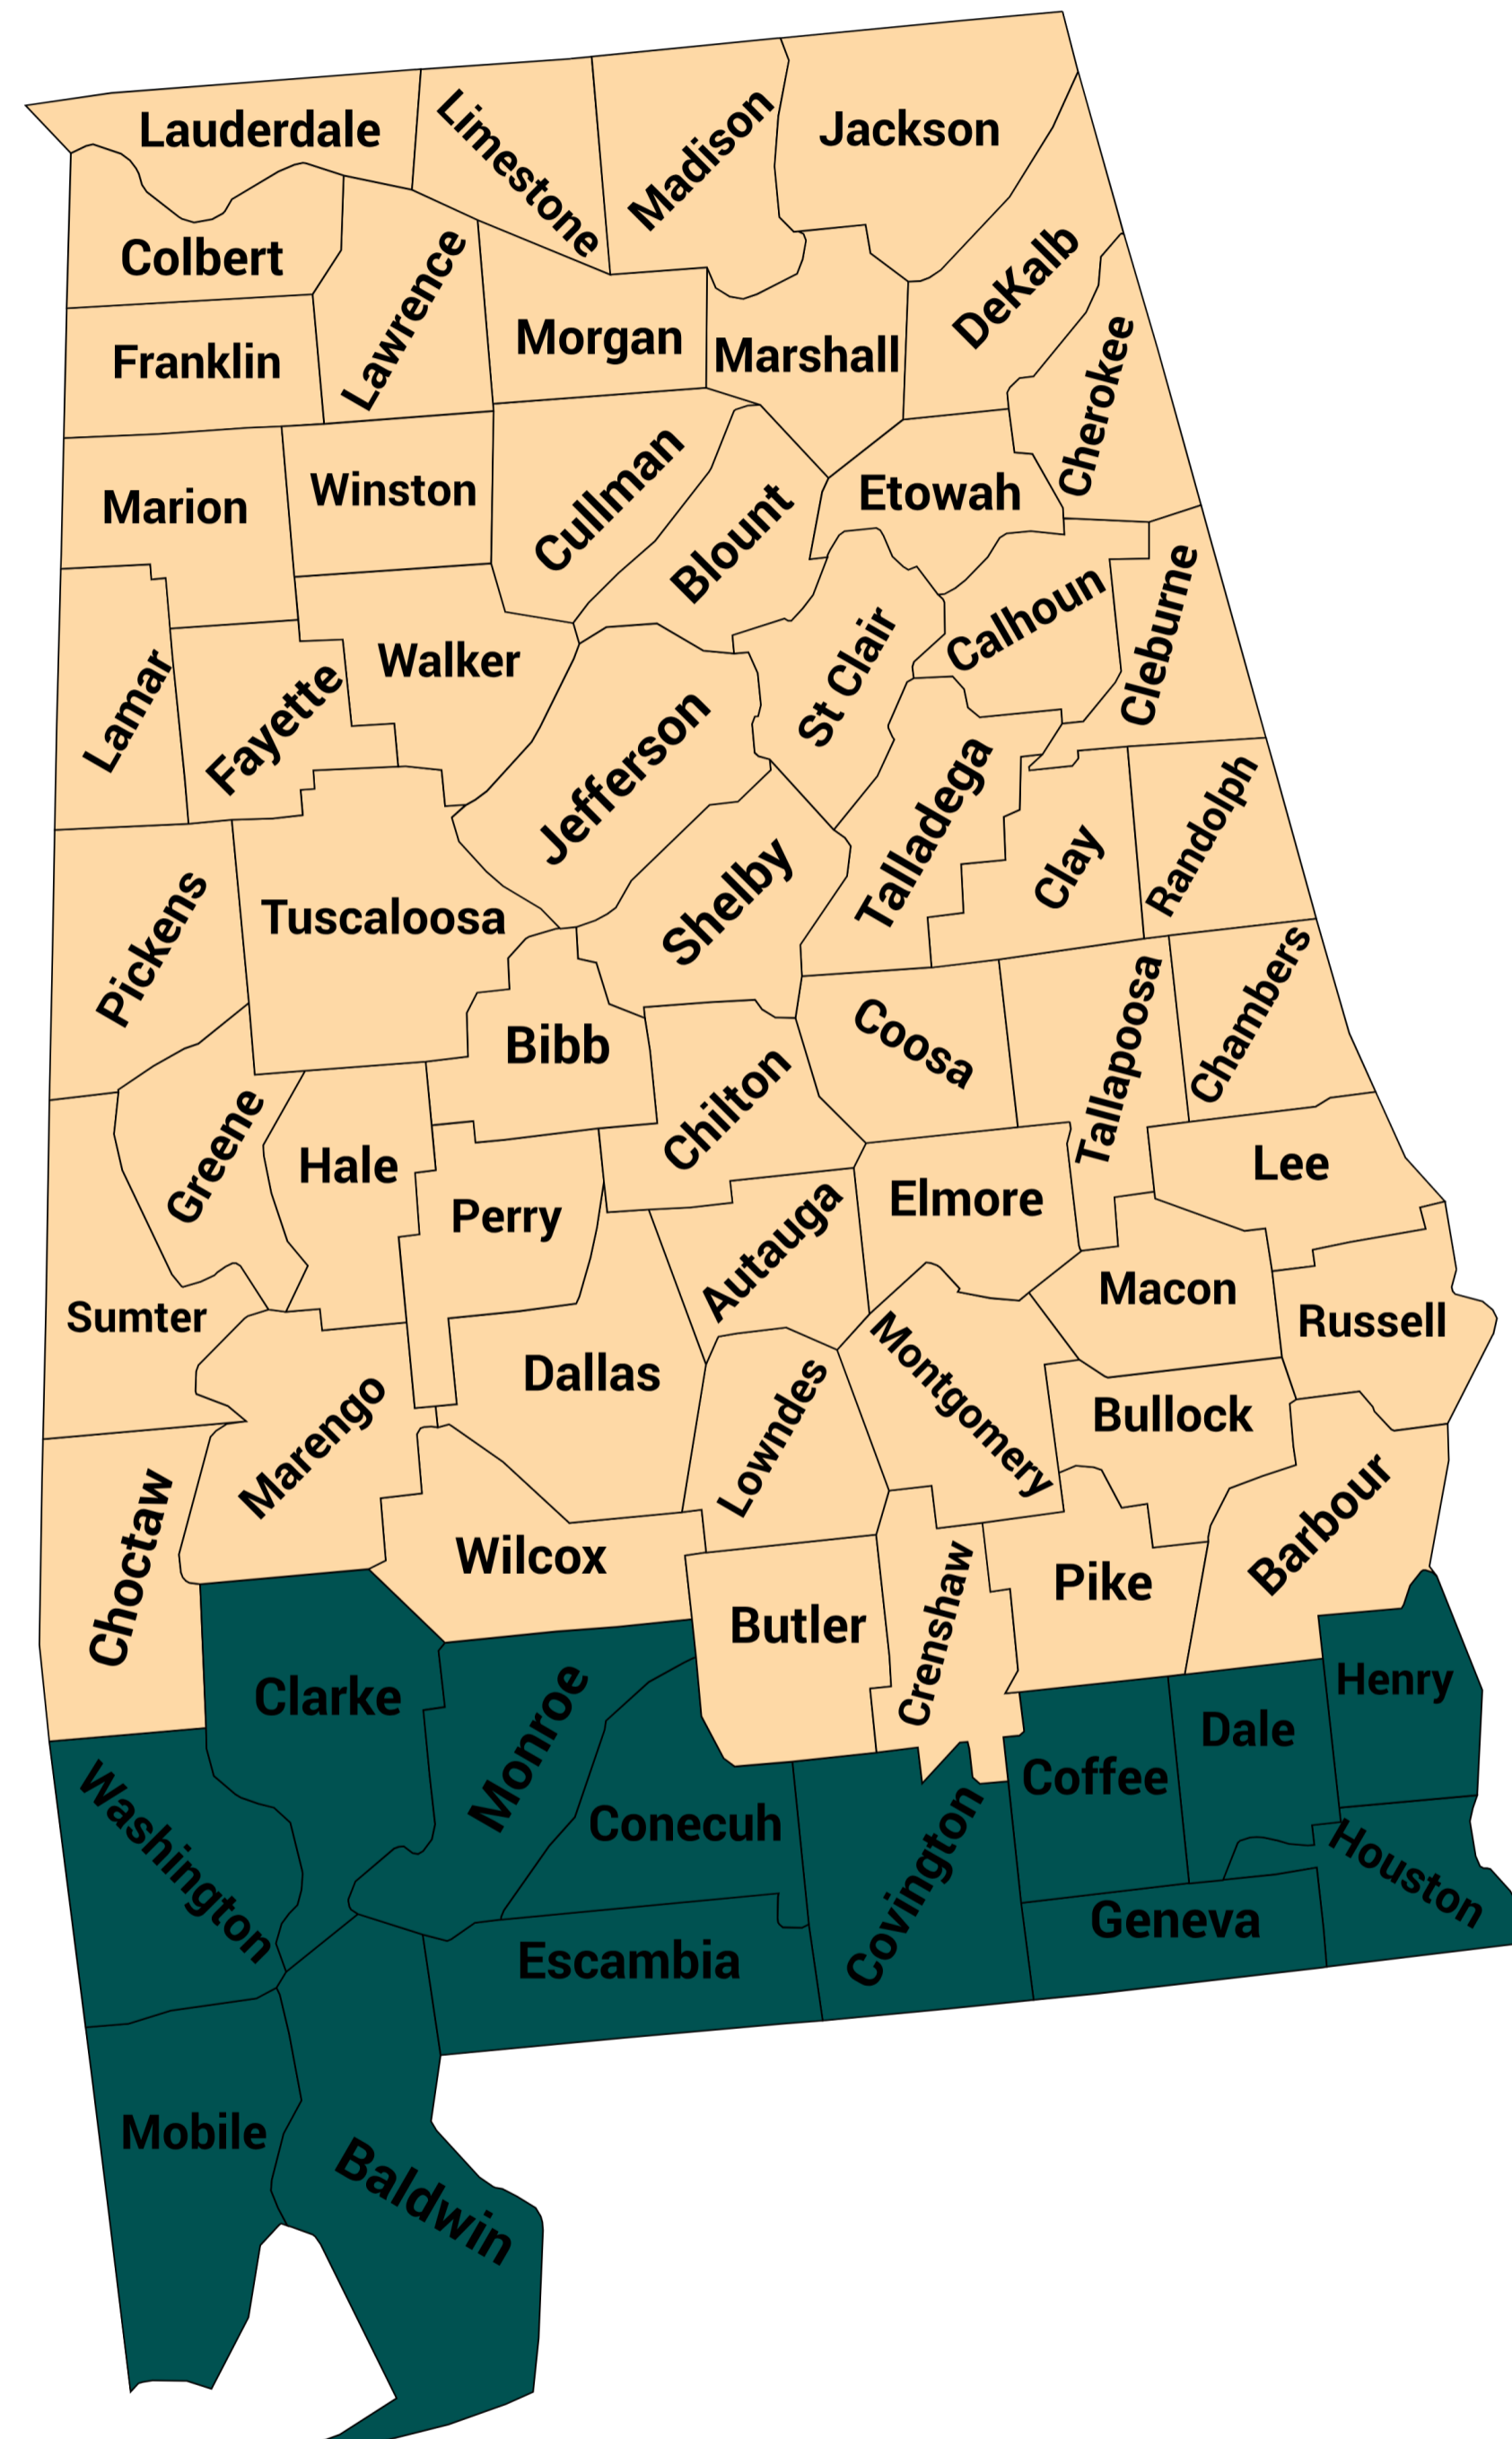 Lauderdale
Limestone
Madison
Jackson
Colbert
Lawrence
DeKalb
Franklin
Morgan
Marshall
Cherokee
Marion
Winston
Cullman
Blount
Etowah
Lamar
Fayette
Walker
Jefferson
St Clair
Calhoun
Cleburne
Pickens
Tuscaloosa
Shelby
Talladega
Clay
Randolph
Bibb
Chilton
Coosa
Tallapoosa
Chambers
Greene
Hale
Perry
Autauga
Elmore
Lee
Sumter
Dallas
Macon
Russell
Marengo
Lowndes
Montgomery
Bullock
Choctaw
Wilcox
Butler
Crenshaw
Pike
Barbour
Clarke
Monroe
Conecuh
Covington
Coffee
Dale
Henry
Washington
Escambia
Geneva
Houston
Mobile
Baldwin